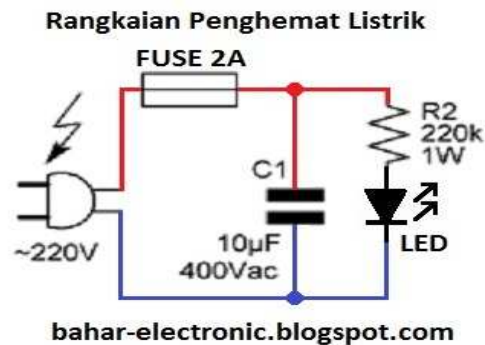 Rangkaian Penghemat Listrik
FUSE 2A
R2
220k
1W
C1
10µF
400Vac
LED
~220V
bahar-electronic.blogspot.com